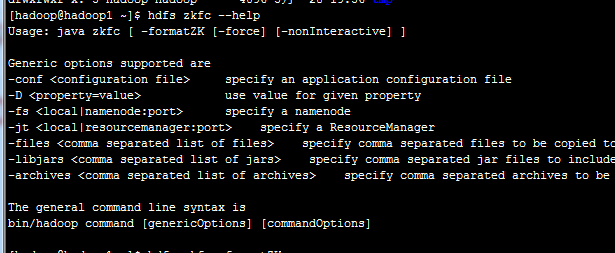 [hadoop@hadoop1 ~]$ hdfs zkfc --help
Usage: java zkfc [ -formatZK [-force] [-nonInteractive] ]
Generic options supported are
-conf <configuration file>     specify an application configuration file
-D <property=value>            use value for given property
-fs <local|namenode:port>      specify a namenode
-jt <local|resourcemanager:port>    specify a ResourceManager
-files <comma separated list of files>    specify comma separated files to be copied to
-libjars <comma separated list of jars>    specify comma separated jar files to include
-archives <comma separated list of archives>    specify comma separated archives to be
The general command line syntax is
bin/hadoop command [genericOptions] [commandOptions]